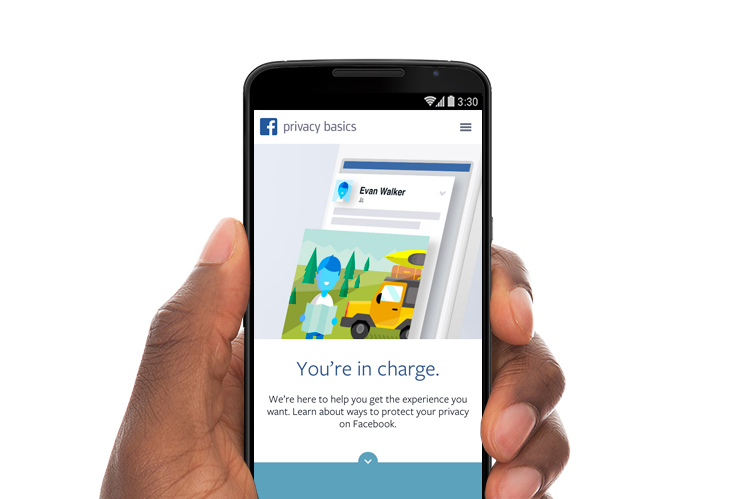 3:30
f privacy basics
Evan Walker
You're in charge.
We're here to help you get the experience you
want. Learn about ways to protect your privacy
on Facebook.